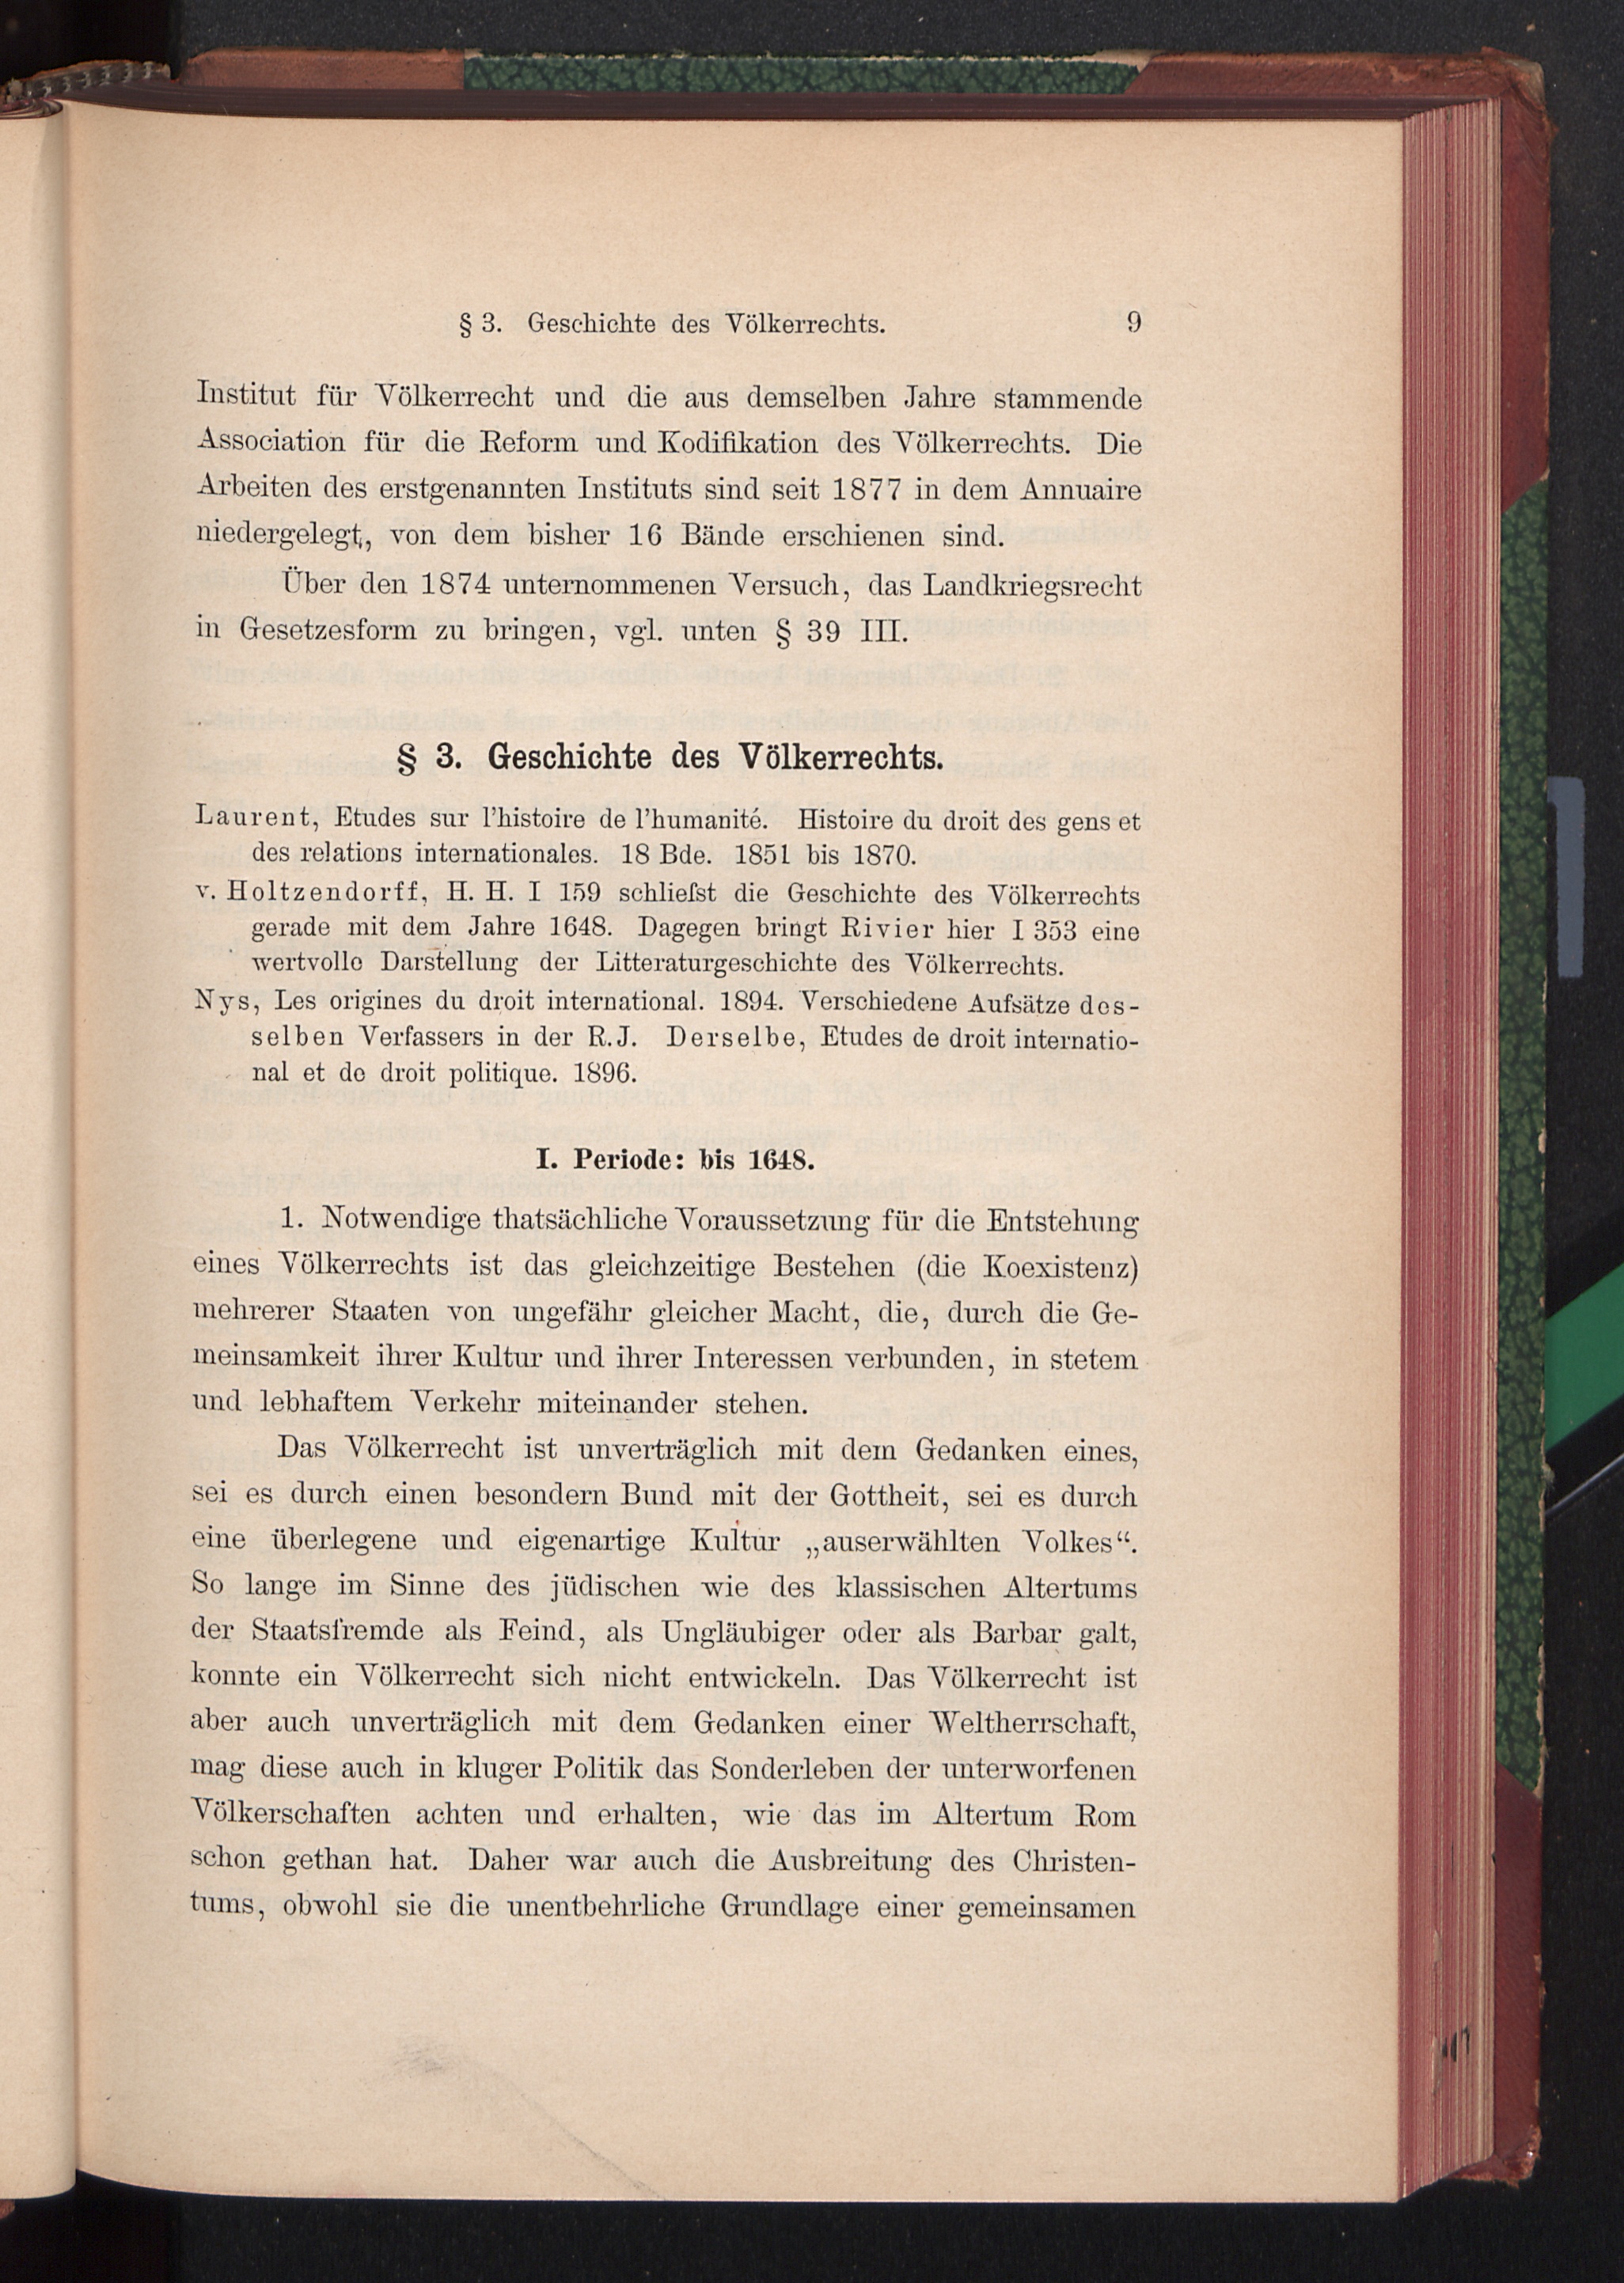 § 3. Geschichte des Völkerrechts. 9
Institut für Völkerrecht und die aus demselben Jahre stammende
Association für die Reform und Kodifikation des Völkerrechts. Die
Arbeiten des erstgenannten Instituts sind seit 1877 in dem Annuaire
niedergelegt, von dem bisher 16 Bände erschienen sind.
Über den 1874 unternommenen Versuch, das Landkriegsrecht
in Gesetzesform zu bringen, vgl. unten § 39 III.
§ 3. Geschichte des Völkerrechts.
Laurent, Etudes sur l'histoire de l'humanité. Histoire du droit des gens et
des relations internationales. 18 Bde. 1851 bis 1870.
v. Holtzendorff, H. H. I 159 schliefst die Geschichte des Völkerrechts
gerade mit dem Jahre 1648. Dagegen bringt Rivier hier I 353 eine
wertvolle Darstellung der Litteraturgeschichte des Völkerrechts.
Nys, Les origines du droit international. 1894. Verschiedene Aufsätze des-
selben Verfassers in der R. J. Derselbe, Etudes de droit internatio-
nal et de droit politique. 1896.
I. Periode: bis 1648.
1. Notwendige thatsächliche Voraussetzung für die Entstehung
eines Völkerrechts ist das gleichzeitige Bestehen (die Koexistenz)
mehrerer Staaten von ungefähr gleicher Macht, die, durch die Ge-
meinsamkeit ihrer Kultur und ihrer Interessen verbunden, in stetem
und lebhaftem Verkehr miteinander stehen.
Das Völkerrecht ist unverträglich mit dem Gedanken eines,
sei es durch einen besondern Bund mit der Gottheit, sei es durch
eine überlegene und eigenartige Kultur „auserwählten Volkes“.
So lange im Sinne des jüdischen wie des klassischen Altertums
der Staatsfremde als Feind, als Ungläubiger oder als Barbar galt,
konnte ein Völkerrecht sich nicht entwickeln. Das Völkerrecht ist
aber auch unverträglich mit dem Gedanken einer Weltherrschaft,
mag diese auch in kluger Politik das Sonderleben der unterworfenen
Völkerschaften achten und erhalten, wie das im Altertum Rom
schon gethan hat. Daher war auch die Ausbreitung des Christen-
tums, obwohl sie die unentbehrliche Grundlage einer gemeinsamen